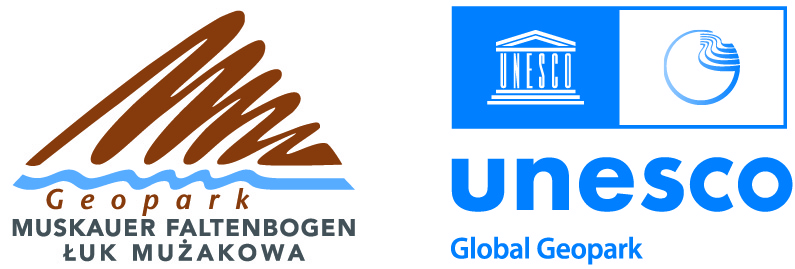 Geopark
MUSKAUER FALTENBOGEN
ŁUK MUŻAKOWA
UNESCO
unesco
Global Geopark